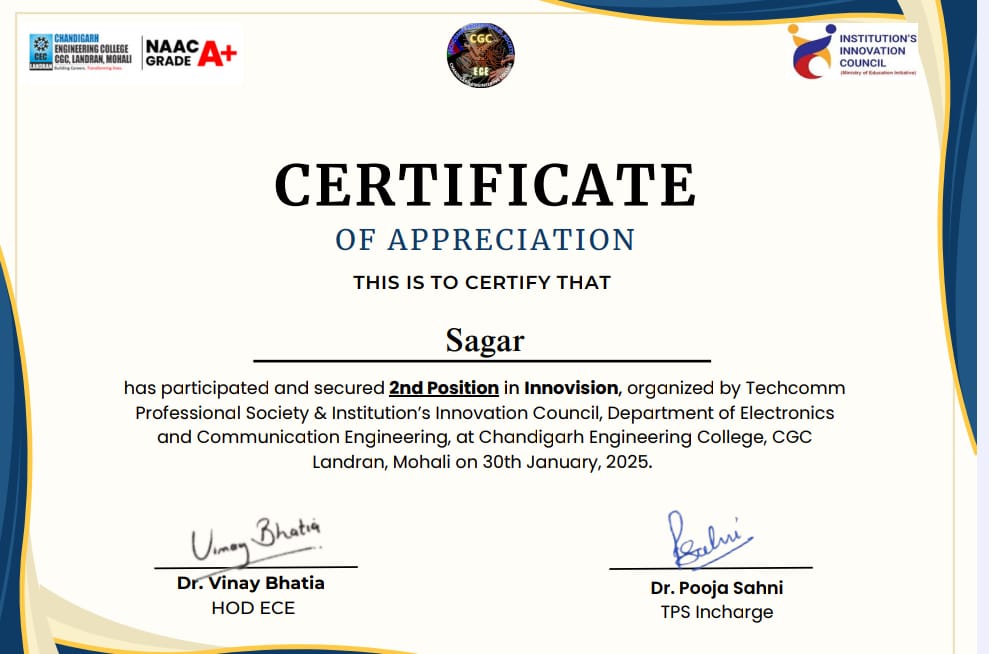 CHANDIGARH
ENGINEERING COLLEGE
CGC, LANDRAN, MOHALI
Building Careers. Transforming Lives.
CEC
LANDRAN
NAAC
GRADE A+
CGC
ECE
INSTITUTION'S
INNOVATION
COUNCIL
(Ministry of Education Initiative)
CERTIFICATE
OF APPRECIATION
THIS IS TO CERTIFY THAT
Sagar
has participated and secured 2nd Position in Innovision, organized by Techcomm
Professional Society & Institution's Innovation Council, Department of Electronics
and Communication Engineering, at Chandigarh Engineering College, CGC
Landran, Mohali on 30th January, 2025.
Vinay Bhatia
Dr. Vinay Bhatia
HOD ECE
PSahni
Dr. Pooja Sahni
TPS Incharge